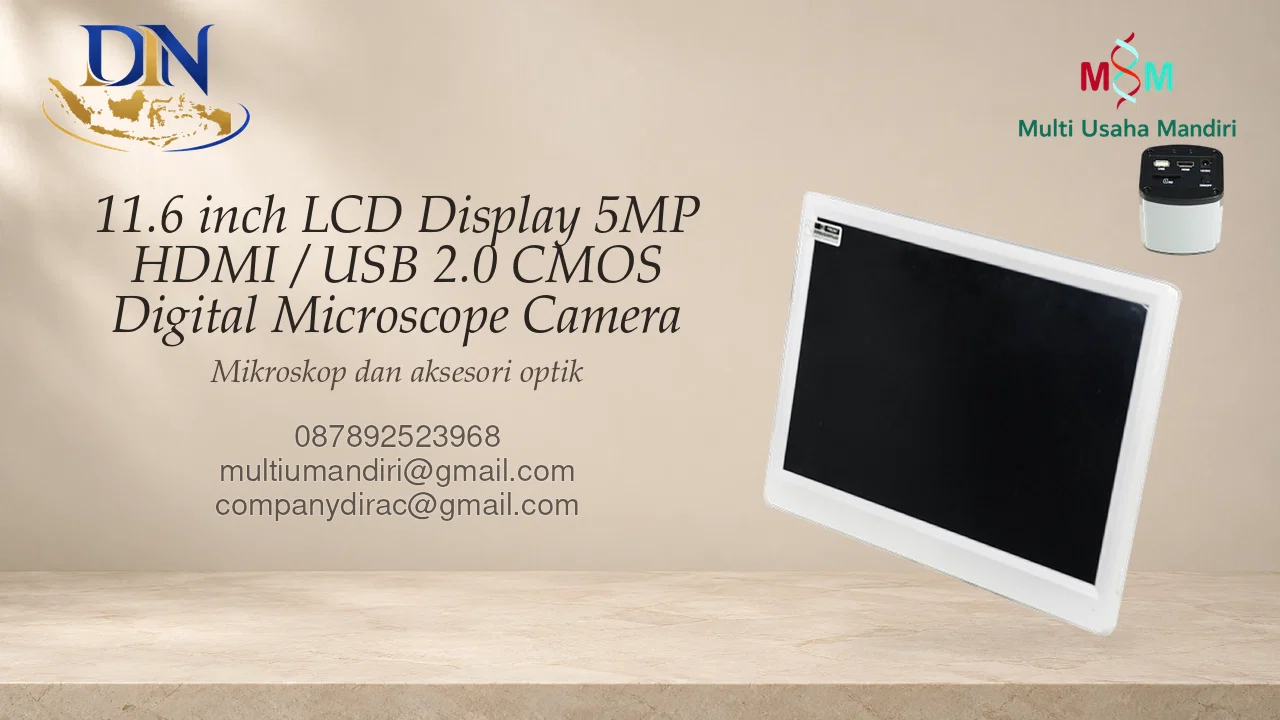 DN
M8M
Multi Usaha Mandiri
11.6 inch LCD Display 5MP
HDMI / USB 2.0 CMOS
Digital Microscope Camera
Mikroskop dan aksesori optik
087892523968
multiumandiri@gmail.com
companydirac@gmail.com